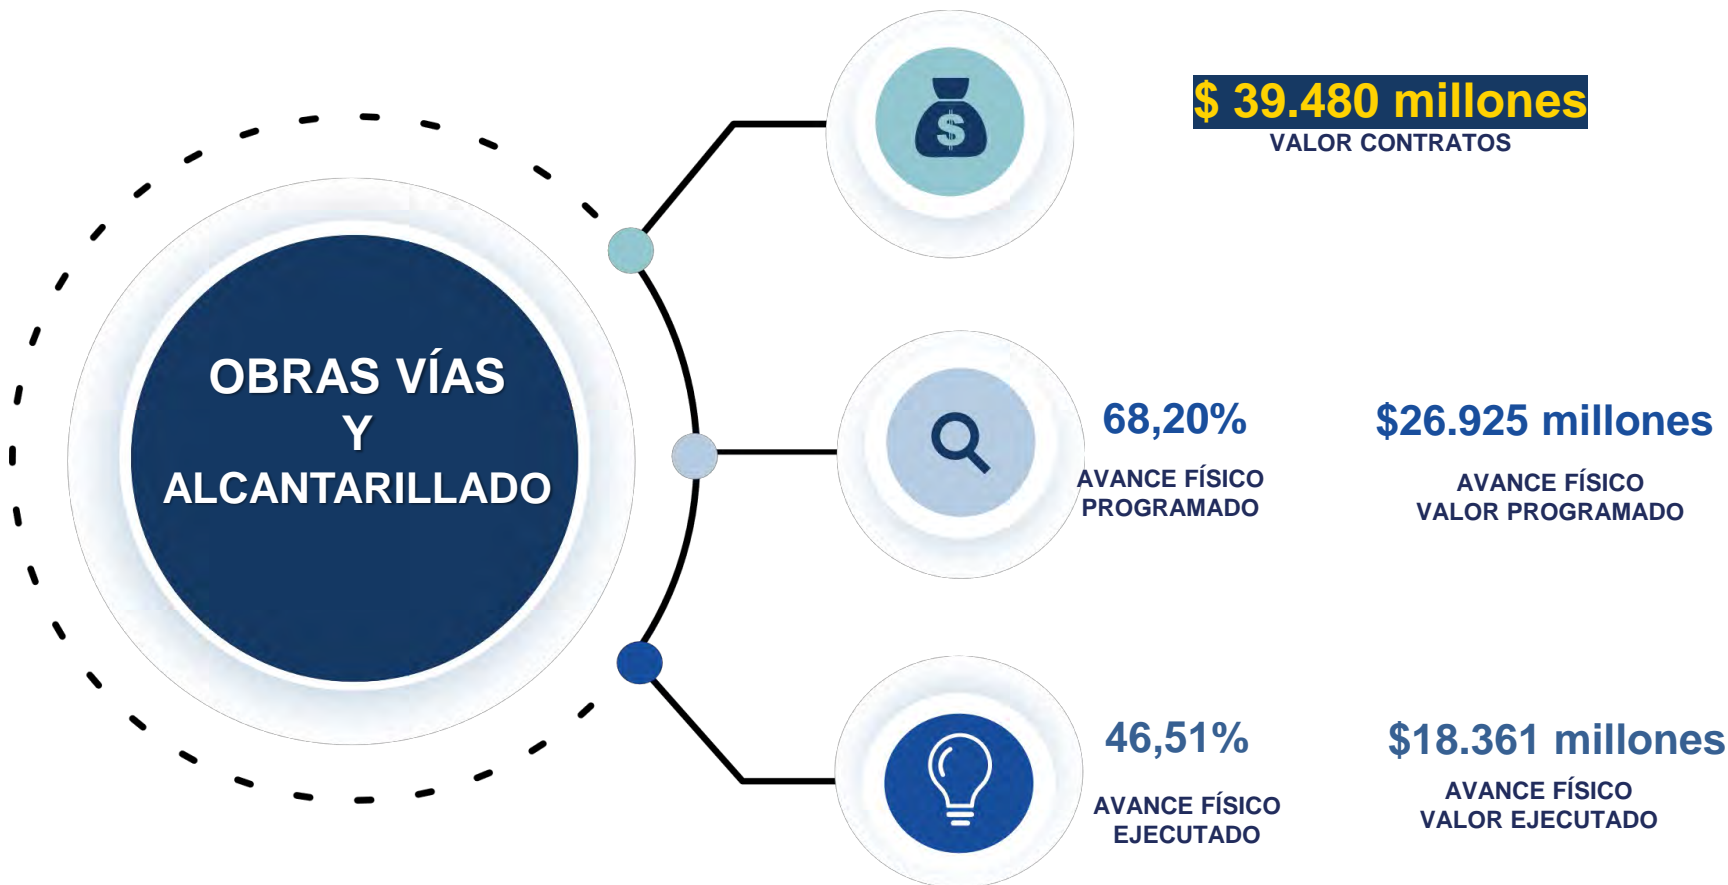 OBRAS VÍAS
Y
ALCANTARILLADO
$
$ 39.480 millones
VALOR CONTRATOS
68,20%
AVANCE FÍSICO
PROGRAMADO
$26.925 millones
AVANCE FÍSICO
VALOR PROGRAMADO
46,51%
AVANCE FÍSICO
EJECUTADO
$18.361 millones
AVANCE FÍSICO
VALOR EJECUTADO